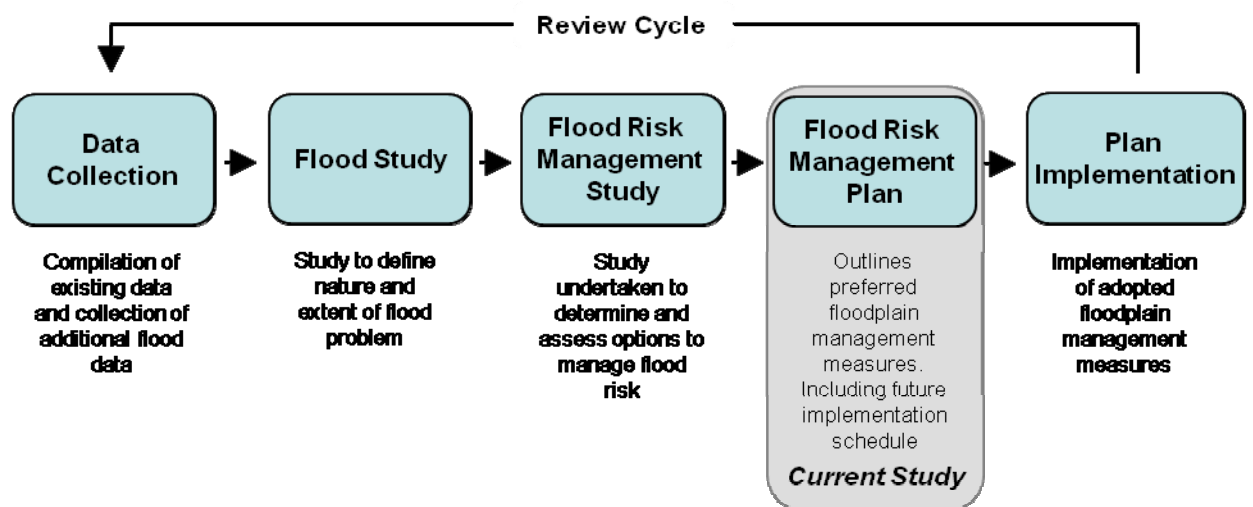 Review Cycle
Data
Collection
Flood Study
Flood Risk
Management
Study
Flood Risk
Management
Plan
Plan
Implementation
Compilation of
existing data
and collection of
additional flood
data
Study to define
nature and
extent of flood
problem
Study
undertaken to
determine and
assess options to
manage flood
risk
Outlines
preferred
floodplain
management
measures.
Including future
implementation
schedule
Current Study
Implementation
of adopted
floodplain
management
measures